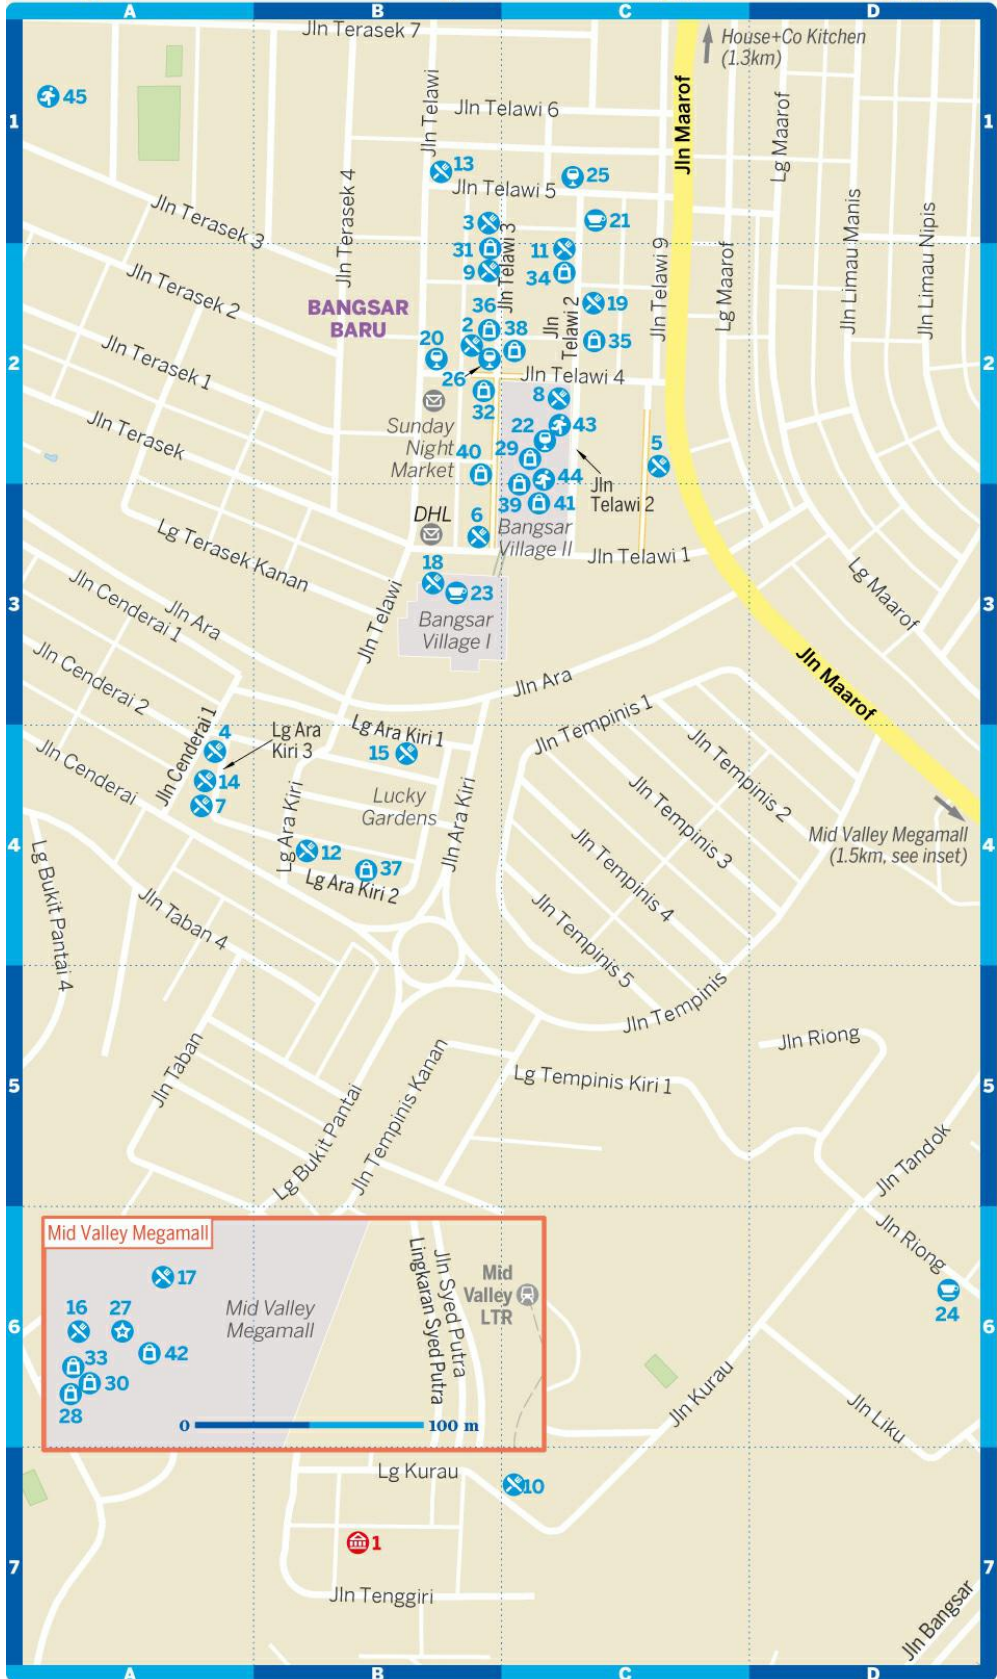 A
B
C
D
Jln Terasek 7
House+Co Kitchen
(1.3km)
45
1
1
Jln Telawi
Jln Telawi 6
Jln Maarof
Lg Maarof
13
25
Jln Telawi 5
Jln Terasek 4
Jln Terasek 3
3
21
Jln Telawi 3
31
11
9
34
Jln Telawi 9
Lg Maarof
Jln Limau Manis
Jln Limau Nipis
Jln Terasek 2
BANGSAR
BARU
36
19
Jln
Telawi 2
2
38
35
20
26
2
2
Jln Terasek 1
Jln Telawi 4
32
8
Sunday
Night
Market
22
43
5
Jln Terasek
40
29
44
Jln
Telawi 2
39
41
DHL
6
Bangsar
Village II
Lg Terasek Kanan
Jln Telawi 1
18
23
Lg Maarof
Jln Cenderai 1
Jln Ara
Jln Telawi
3
3
Bangsar
Village I
Jln Cenderai 2
Jln Ara
Jln Maarof
Jln Cenderai 1
4
Lg Ara
Kiri 3
Lg Ara Kiri 1
15
Jln Tempinis 1
Jln Tempinis 2
Jln Cenderai
14
7
Lucky
Gardens
Jln Ara Kiri
Jln Tempinis 3
Lg Ara Kiri
12
37
Lg Ara Kiri 2
Jln Tempinis 4
Mid Valley Megamall
(1.5km, see inset)
4
4
Lg Bukit Pantai 4
Jln Taban 4
Jln Tempinis 5
Jln Tempinis
Jln Riong
Jln Taban
Lg Bukit Pantai
Jln Tempinis Kanan
Lg Tempinis Kiri 1
5
5
Jln Tandok
Jln Riong
24
Mid Valley Megamall
17
16
27
Mid Valley
Megamall
Lingkaran Syed Putra
Jln Syed Putra
Mid
Valley
LTR
6
6
33
42
30
28
0
100 m
Jln Kurau
Jln Liku
Lg Kurau
10
1
7
7
Jln Tenggiri
Jln Bangsar
A
B
C
D